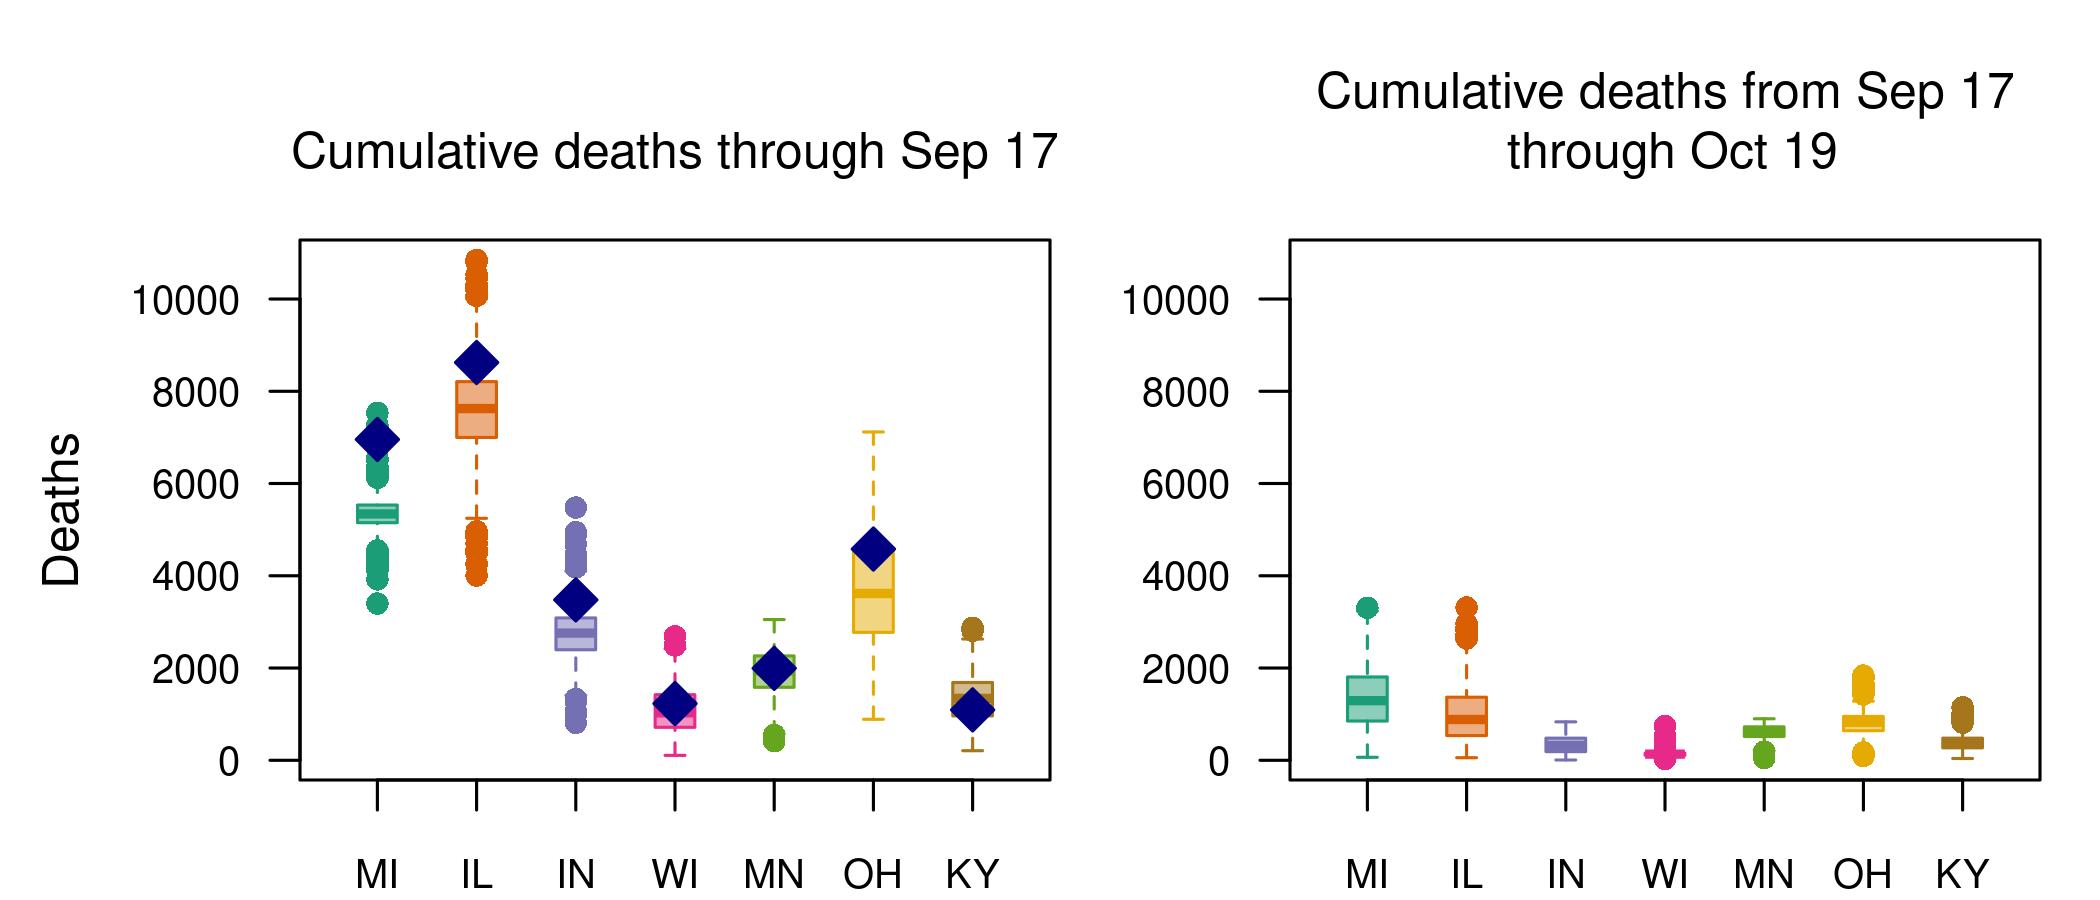 Cumulative deaths through Sep 17
Deaths
10000
8000
6000
4000
2000
0
MI IL IN WI MN OH KY
Cumulative deaths from Sep 17
through Oct 19
10000
8000
6000
4000
2000
0
MI IL IN WI MN OH KY